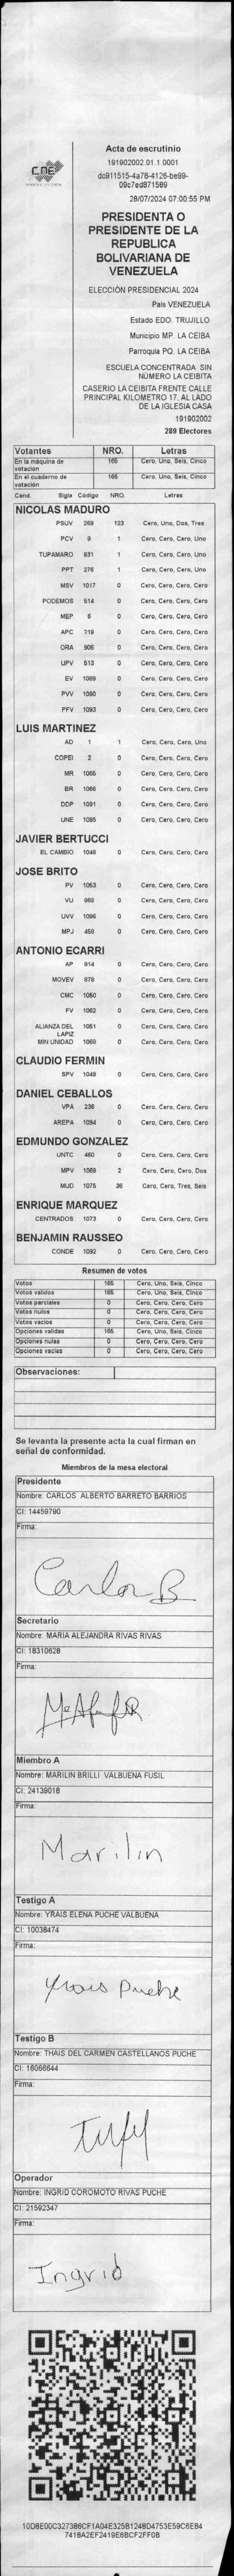 CNE
Acta de escrutinio
191902002.01.1.0001
dc911515-4a78-4126-be99-
09c7ed871589
28/07/2024 07:00:55 PM
PRESIDENTA O
PRESIDENTE DE LA
REPUBLICA
BOLIVARIANA DE
VENEZUELA
ELECCIÓN PRESIDENCIAL 2024
Pais VENEZUELA
Estado EDO. TRUJILLO
Municipio MP. LA CEIBA
Parroquia PQ. LA CEIBA
ESCUELA CONCENTRADA SIN
NÚMERO LA CEIBITA
CASERIO LA CEIBITA FRENTE CALLE
PRINCIPAL KILOMETRO 17. AL LADO
DE LA IGLESIA CASA
191902002
289 Electores
Votantes NRO. Letras
En la máquina de votación 165 Cero, Uno, Seis, Cinco
En el cuaderno de votación 165 Cero, Uno, Seis, Cinco
Cand. Sigla Código NRO. Letras
NICOLAS MADURO
PSUV 269 123 Cero, Uno, Dos, Tres
PCV 9 1 Cero, Cero, Cero, Uno
TUPAMARO 931 1 Cero, Cero, Cero, Uno
PPT 276 1 Cero, Cero, Cero, Uno
MSV 1017 0 Cero, Cero, Cero, Cero
PODEMOS 514 0 Cero, Cero, Cero, Cero
MEP 6 0 Cero, Cero, Cero, Cero
APC 719 0 Cero, Cero, Cero, Cero
ORA 906 0 Cero, Cero, Cero, Cero
UPV 513 0 Cero, Cero, Cero, Cero
EV 1089 0 Cero, Cero, Cero, Cero
PVV 1090 0 Cero, Cero, Cero, Cero
PFV 1093 0 Cero, Cero, Cero, Cero
LUIS MARTINEZ
AD 1 1 Cero, Cero, Cero, Uno
COPEI 2 0 Cero, Cero, Cero, Cero
MR 1065 0 Cero, Cero, Cero, Cero
BR 1066 0 Cero, Cero, Cero, Cero
DDP 1091 0 Cero, Cero, Cero, Cero
UNE 1095 0 Cero, Cero, Cero, Cero
JAVIER BERTUCCI
EL CAMBIO 1048 0 Cero, Cero, Cero, Cero
JOSE BRITO
PV 1053 0 Cero, Cero, Cero, Cero
VU 969 0 Cero, Cero, Cero, Cero
UVV 1096 0 Cero, Cero, Cero, Cero
MPJ 459 0 Cero, Cero, Cero, Cero
ANTONIO ECARRI
AP 914 0 Cero, Cero, Cero, Cero
MOVEV 878 0 Cero, Cero, Cero, Cero
CMC 1050 0 Cero, Cero, Cero, Cero
FV 1062 0 Cero, Cero, Cero, Cero
ALIANZA DEL LAPIZ 1051 0 Cero, Cero, Cero, Cero
MIN UNIDAD 1068 0 Cero, Cero, Cero, Cero
CLAUDIO FERMIN
SPV 1049 0 Cero, Cero, Cero, Cero
DANIEL CEBALLOS
VPA 236 0 Cero, Cero, Cero, Cero
AREPA 1094 0 Cero, Cero, Cero, Cero
EDMUNDO GONZALEZ
UNTC 460 0 Cero, Cero, Cero, Cero
MPV 1069 2 Cero, Cero, Cero, Dos
MUD 1075 36 Cero, Cero, Tres, Seis
ENRIQUE MARQUEZ
CENTRADOS 1073 0 Cero, Cero, Cero, Cero
BENJAMIN RAUSSEO
CONDE 1092 0 Cero, Cero, Cero, Cero
Resumen de votos
Votos 165 Cero, Uno, Seis, Cinco
Votos validos 165 Cero, Uno, Seis, Cinco
Votos parciales 0 Cero, Cero, Cero, Cero
Votos nulos 0 Cero, Cero, Cero, Cero
Votos vacios 0 Cero, Cero, Cero, Cero
Opciones validas 165 Cero, Uno, Seis, Cinco
Opciones nulas 0 Cero, Cero, Cero, Cero
Opciones vacias 0 Cero, Cero, Cero, Cero
Observaciones:
Se levanta la presente acta la cual firman en
señal de conformidad.
Miembros de la mesa electoral
Presidente
Nombre: CARLOS ALBERTO BARRETO BARRIOS
CI: 14459790
Firma:
Carlos B
Secretario
Nombre: MARIA ALEJANDRA RIVAS RIVAS
CI: 18310628
Firma:
Miembro A
Nombre: MARILIN BRILLI VALBUENA FUSIL
CI: 24139018
Firma:
Marilin
Testigo A
Nombre: YRAIS ELENA PUCHE VALBUENA
CI: 10038474
Firma:
Yrais Puche
Testigo B
Nombre: THAIS DEL CARMEN CASTELLANOS PUCHE
CI: 16066644
Firma:
Operador
Nombre: INGRID COROMOTO RIVAS PUCHE
CI: 21592347
Firma:
Ingrid
10D8E00C327386CF1A04E325B1248D4753E59C6E84
7418A2EF2419E6BCF2FF0B